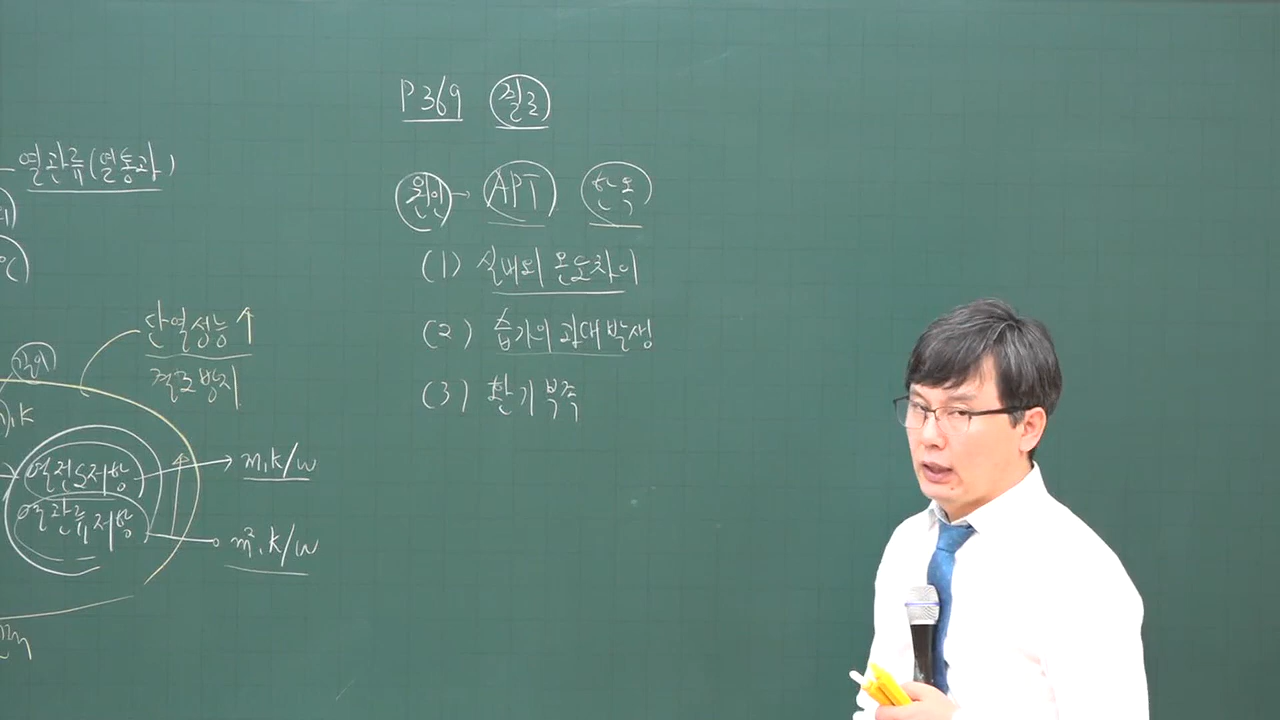 P369 결로
원인 → APT 한옥
(1) 실내외 온도차이
(2) 습기의 과대발생
(3) 환기부족
열관류(열통과)
단열성능↑
결로방지
길이
열전도저항 → m.k/w
열관류저항 m².k/w